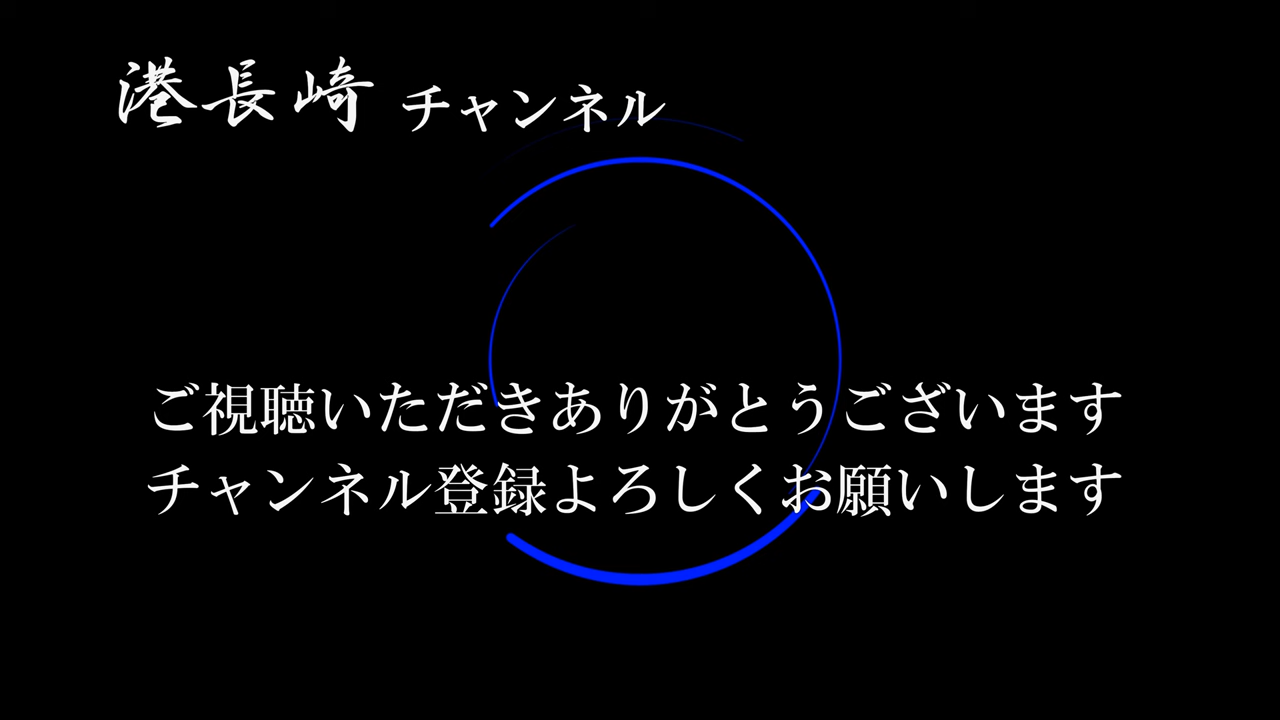 港長崎 チャンネル
ご視聴いただきありがとうございます
チャンネル登録よろしくお願いします